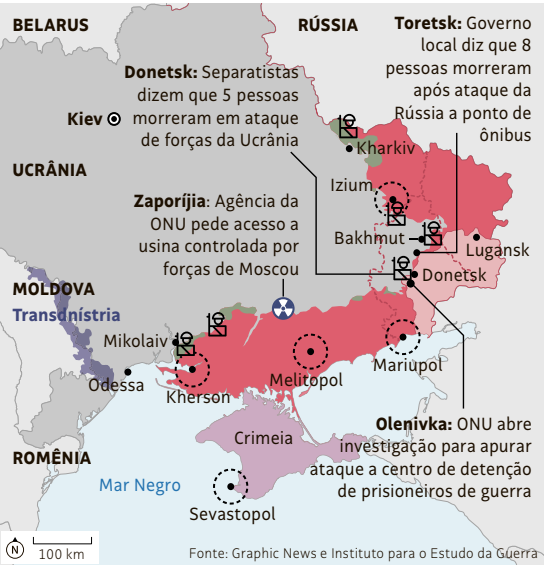 BELARUS
RÚSSIA
Toretsk: Governo
local diz que 8
pessoas morreram
após ataque da
Rússia a ponto de
ônibus
Donetsk: Separatistas
dizem que 5 pessoas
morreram em ataque
de forças da Ucrânia
Kiev
Kharkiv
UCRÂNIA
Izium
Zaporíjia: Agência da
ONU pede acesso a
usina controlada por
forças de Moscou
Bakhmut
Lugansk
Donetsk
MOLDOVA
Transdnístria
Mikolaiv
Mariupol
Odessa
Kherson
Melitopol
Olenivka: ONU abre
investigação para apurar
ataque a centro de detenção
de prisioneiros de guerra
Crimeia
ROMÊNIA
Mar Negro
Sevastopol
N
100 km
Fonte: Graphic News e Instituto para o Estudo da Guerra